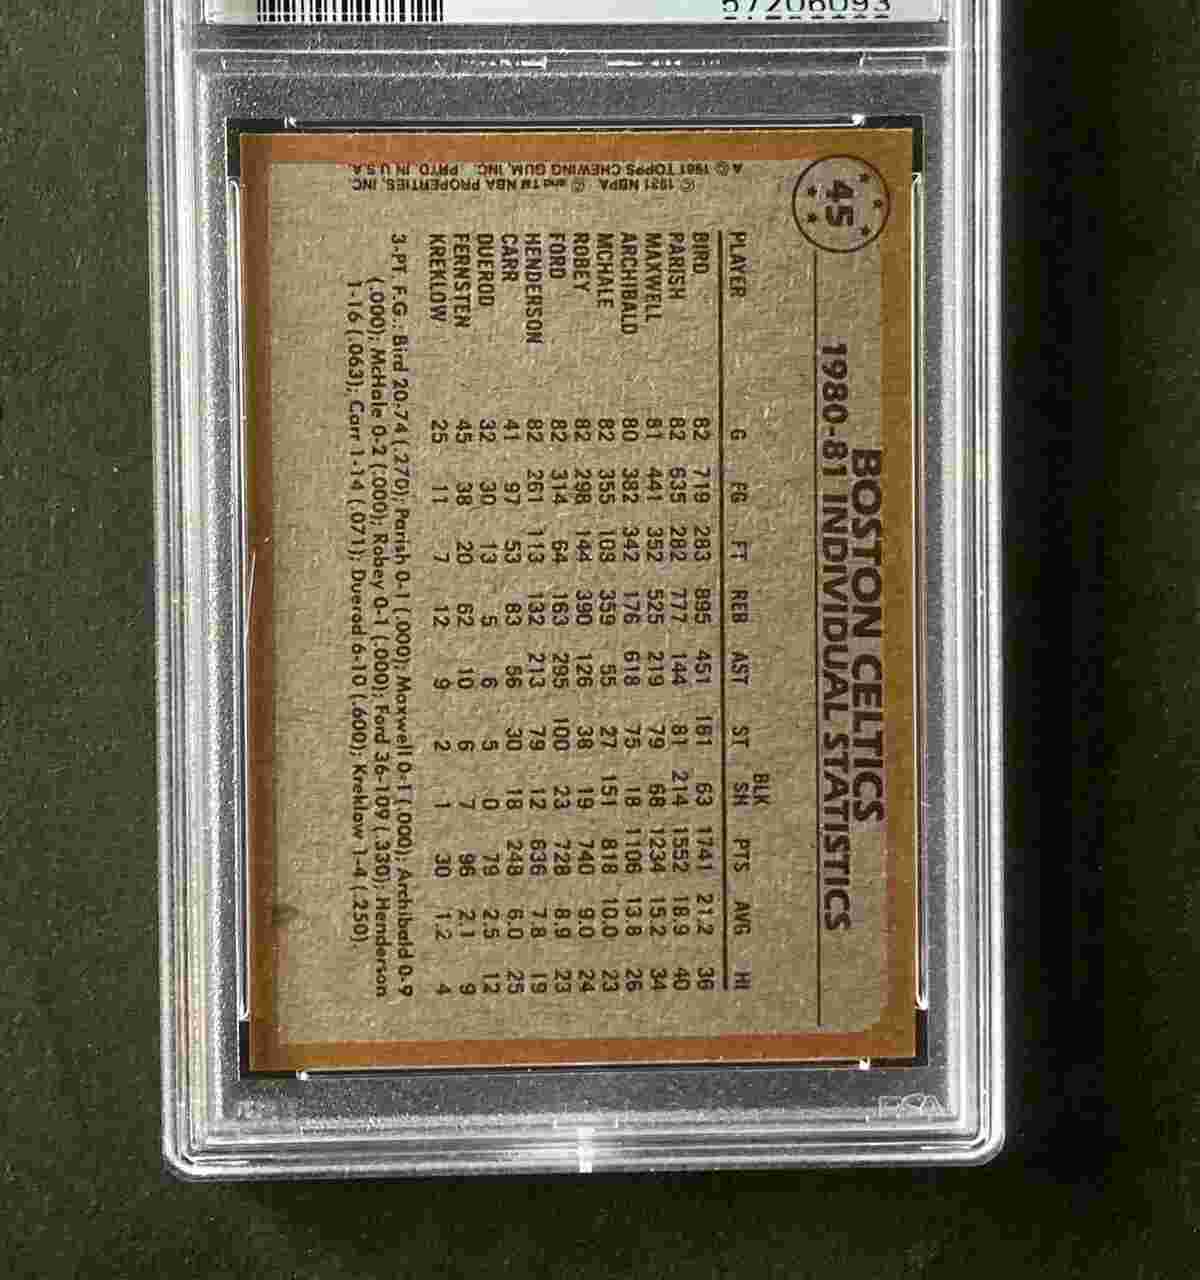 57206093
45
BOSTON CELTICS
1980-81 INDIVIDUAL STATISTICS
BLK
PLAYER G FG FT REB AST ST SH PTS AVG HI
BIRD 82 719 283 895 451 161 63 1741 21.2 36
PARISH 82 635 282 777 144 81 214 1552 18.9 40
MAXWELL 81 441 352 525 219 79 68 1234 15.2 34
ARCHIBALD 80 382 342 176 618 75 18 1106 13.8 26
MCHALE 82 355 108 359 55 27 151 818 10.0 23
ROBEY 82 298 144 390 126 38 19 740 9.0 24
FORD 82 314 64 163 295 100 23 728 8.9 23
HENDERSON 82 261 113 132 213 79 12 636 7.8 19
CARR 41 97 53 83 56 30 18 248 6.0 25
DUEROD 32 30 13 5 6 5 0 79 2.5 12
FERNSTEN 45 38 20 62 10 6 7 96 2.1 9
KREKLOW 25 11 7 12 9 2 1 30 1.2 4
3-PT. F.G.: Bird 20-74 (.270); Parish 0-1 (.000); Maxwell 0-1 (.000); Archibald 0-9
(.000); McHale 0-2 (.000); Robey 0-1 (.000); Ford 36-109 (.330); Henderson
1-16 (.063); Carr 1-14 (.071); Duerod 6-10 (.600); Kreklow 1-4 (.250).
A © 1981 TOPPS CHEWING GUM, INC. PRTD. IN U.S.A.
© 1981 NBPA © and TM NBA PROPERTIES, INC.
PSA